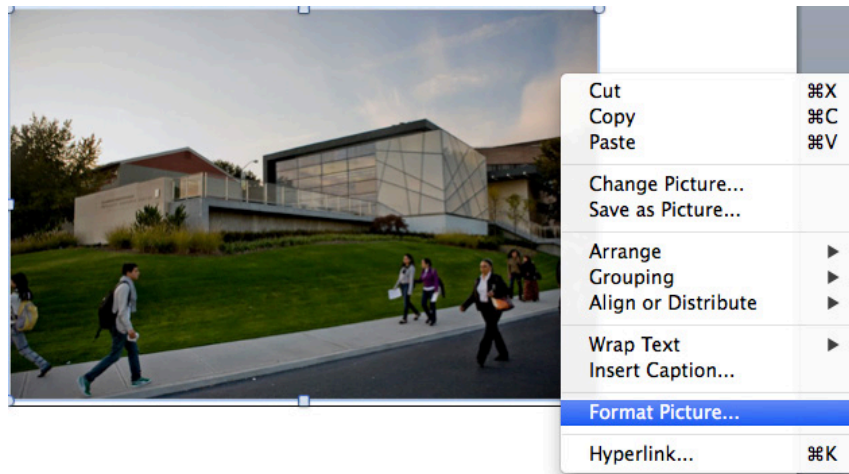 Cut ⌘X
Copy ⌘C
Paste ⌘V
Change Picture...
Save as Picture...
Arrange ▶
Grouping ▶
Align or Distribute ▶
Wrap Text ▶
Insert Caption...
Format Picture...
Hyperlink... ⌘K